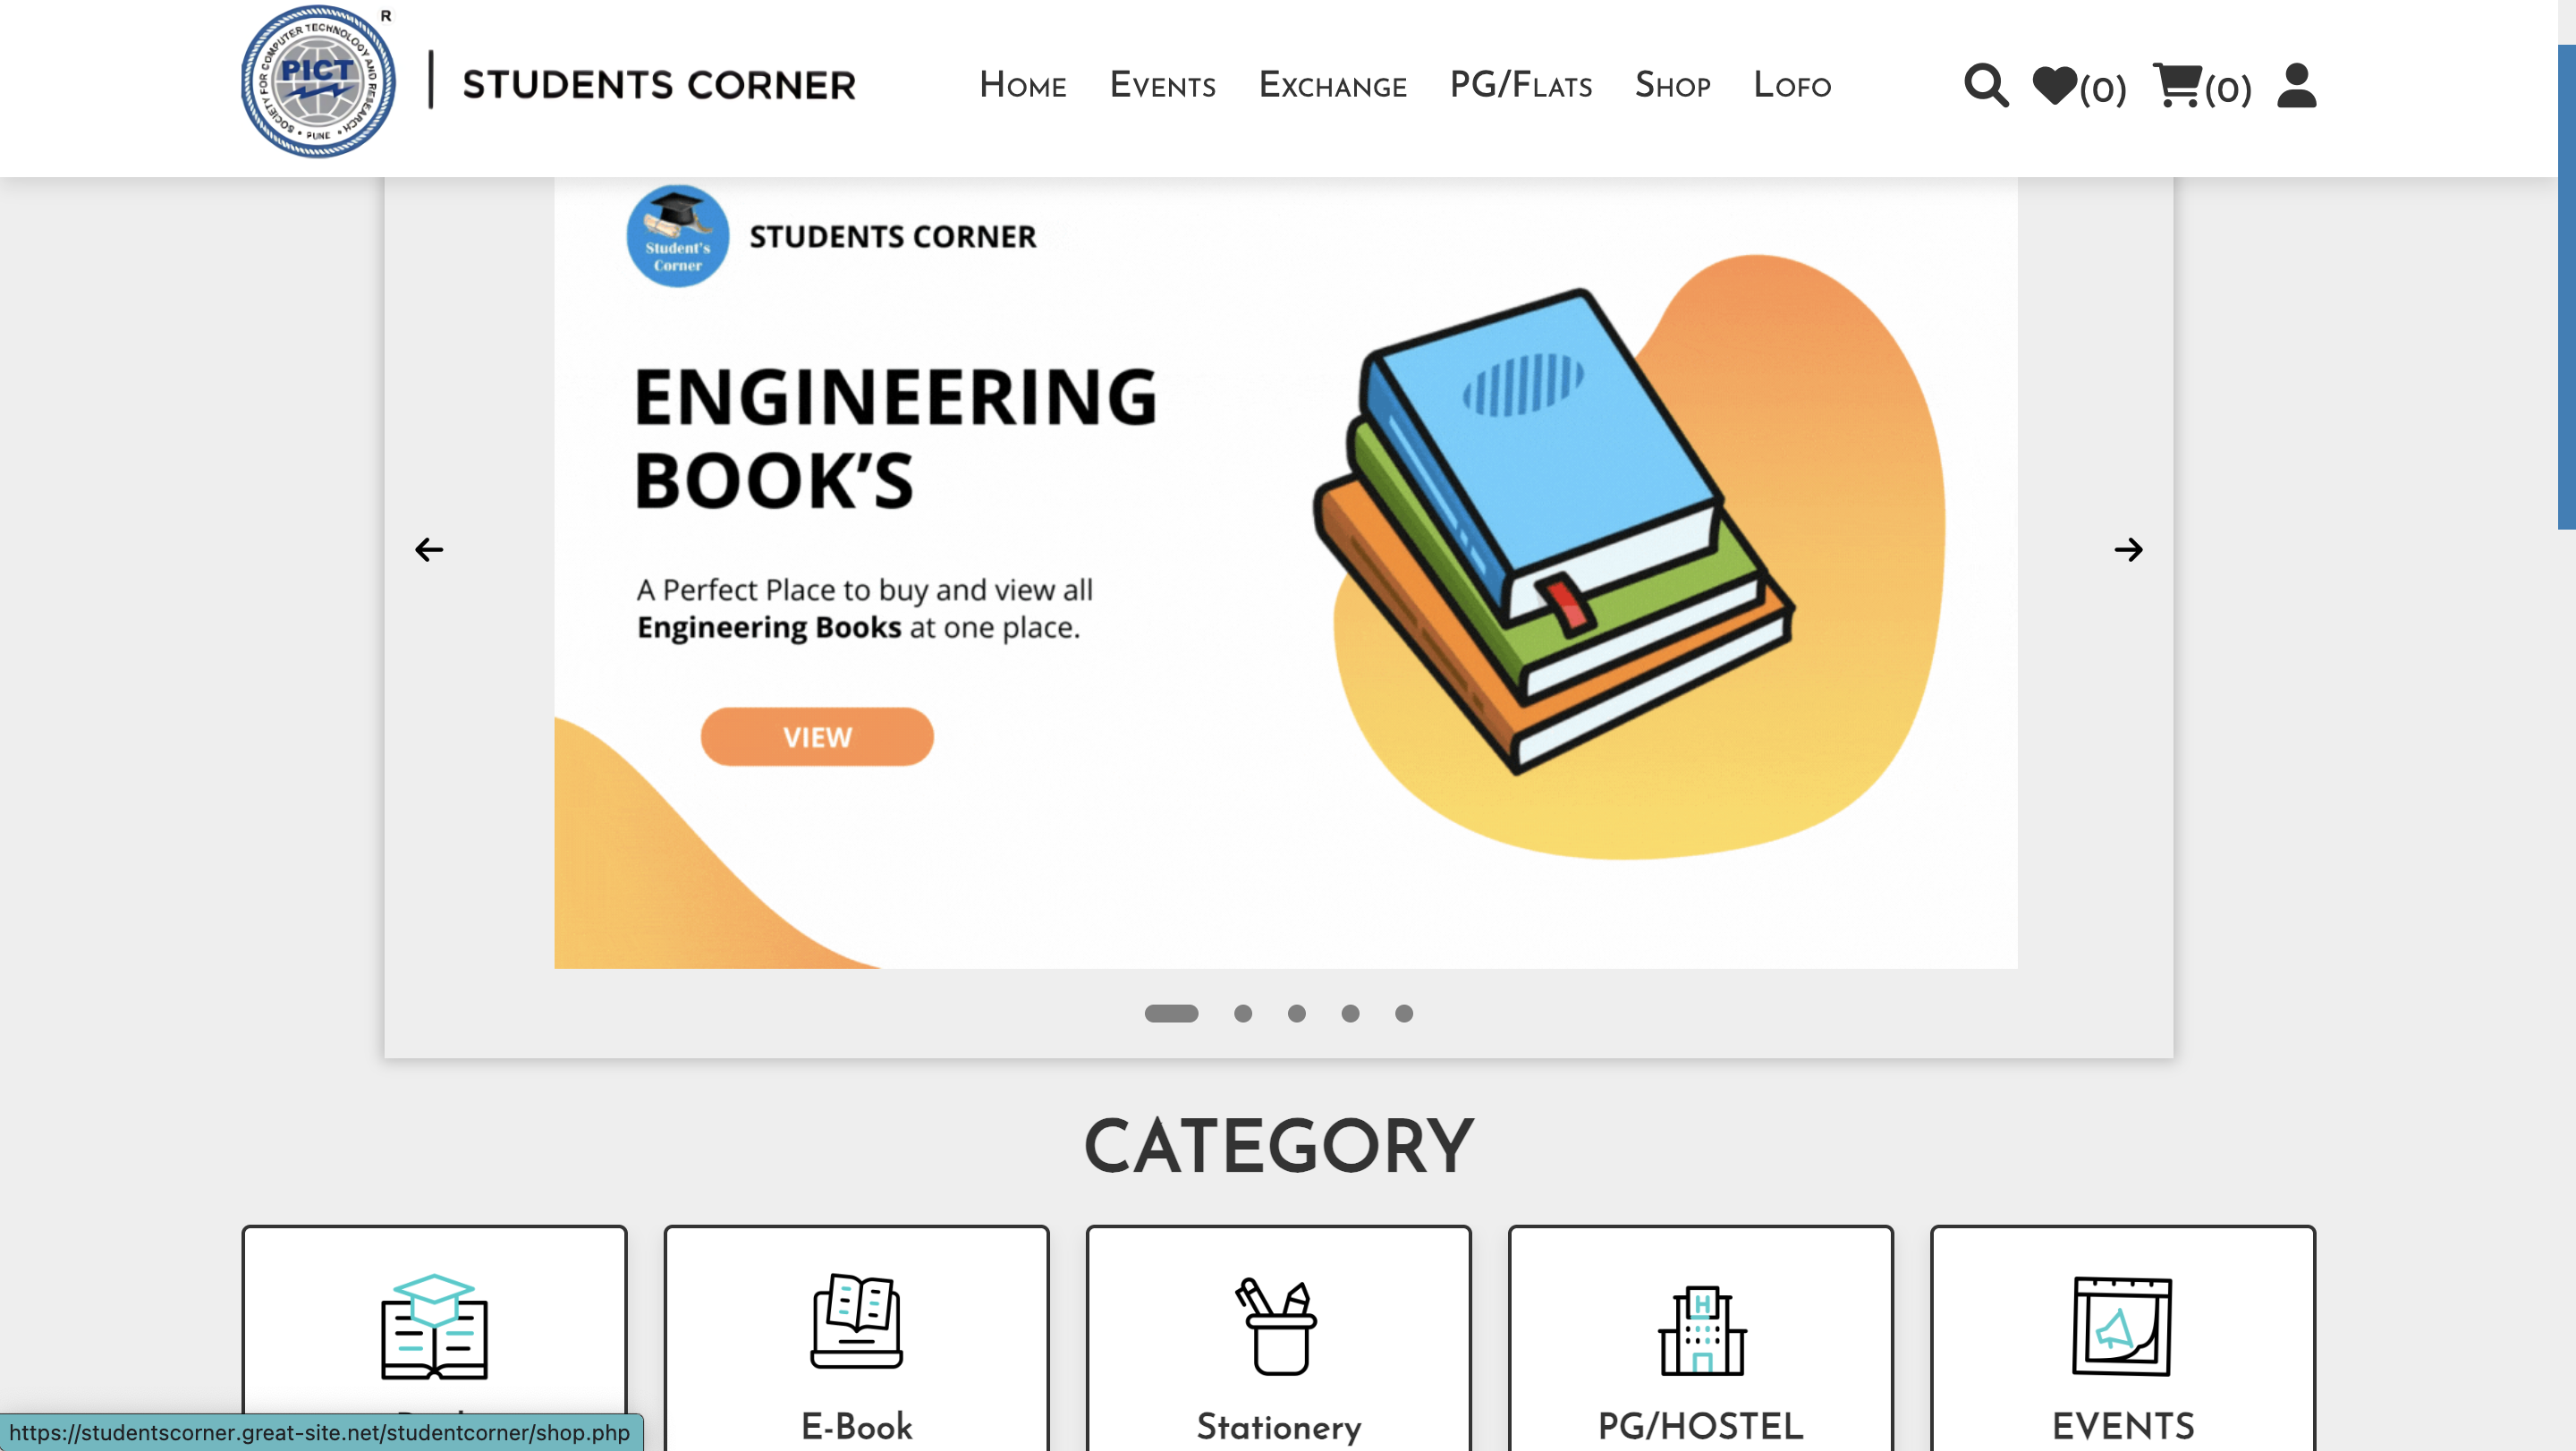 R
SOCIETY FOR COMPUTER TECHNOLOGY AND RESEARCH • PUNE •
PICT
STUDENTS CORNER
Home Events Exchange PG/Flats Shop Lofo
(0) (0)
Student's
Corner
STUDENTS CORNER
ENGINEERING
BOOK’S
A Perfect Place to buy and view all
Engineering Books at one place.
VIEW
CATEGORY
H
E-Book Stationery PG/HOSTEL EVENTS
https://studentscorner.great-site.net/studentcorner/shop.php